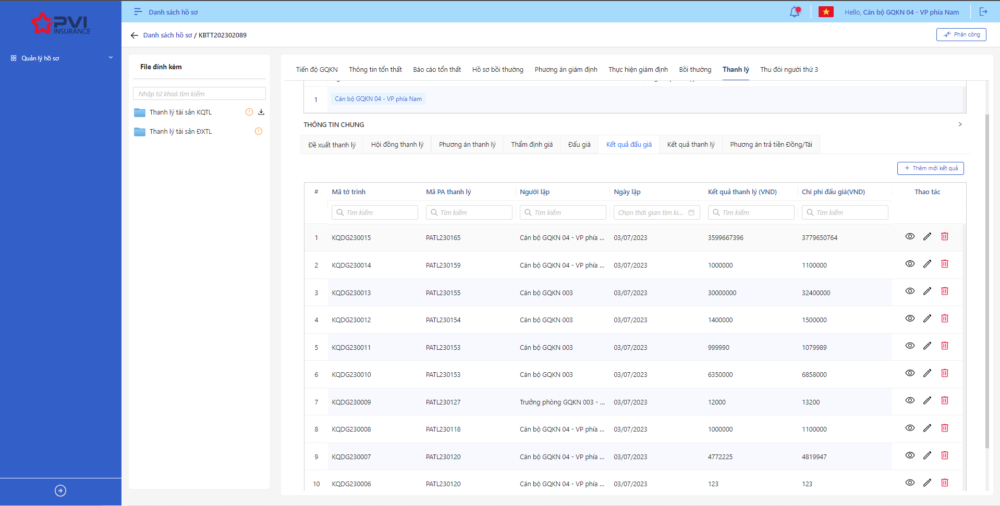 PVI
INSURANCE
Quản lý hồ sơ
Danh sách hồ sơ
Hello, Cán bộ GQKN 04 - VP phía Nam
Danh sách hồ sơ / KBTT202302089
Phân công
File đính kèm
Nhập từ khoá tìm kiếm
Thanh lý tài sản KQTL
Thanh lý tài sản ĐXTL
Tiến độ GQKN Thông tin tổn thất Báo cáo tổn thất Hồ sơ bồi thường Phương án giám định Thực hiện giám định Bồi thường Thanh lý Thu đòi người thứ 3
1 Cán bộ GQKN 04 - VP phía Nam
THÔNG TIN CHUNG
Đề xuất thanh lý Hội đồng thanh lý Phương án thanh lý Thẩm định giá Đấu giá Kết quả đấu giá Kết quả thanh lý Phương án trả tiền Đồng/Tái
+ Thêm mới kết quả
# Mã tờ trình Mã PA thanh lý Người lập Ngày lập Kết quả thanh lý (VND) Chi phí đấu giá(VND) Thao tác
Tìm kiếm Tìm kiếm Tìm kiếm Chọn thời gian tìm ki... Tìm kiếm Tìm kiếm
1 KQDG230015 PATL230165 Cán bộ GQKN 04 - VP phía ... 03/07/2023 3599667396 3779650764
2 KQDG230014 PATL230159 Cán bộ GQKN 04 - VP phía ... 03/07/2023 1000000 1100000
3 KQDG230013 PATL230155 Cán bộ GQKN 003 03/07/2023 30000000 32400000
4 KQDG230012 PATL230154 Cán bộ GQKN 003 03/07/2023 1400000 1500000
5 KQDG230011 PATL230153 Cán bộ GQKN 003 03/07/2023 999990 1079989
6 KQDG230010 PATL230153 Cán bộ GQKN 003 03/07/2023 6350000 6858000
7 KQDG230009 PATL230127 Trưởng phòng GQKN 003 - ... 03/07/2023 12000 13200
8 KQDG230008 PATL230118 Cán bộ GQKN 04 - VP phía ... 03/07/2023 1000000 1100000
9 KQDG230007 PATL230120 Cán bộ GQKN 04 - VP phía ... 03/07/2023 4772225 4819947
10 KQDG230006 PATL230120 Cán bộ GQKN 04 - VP phía ... 03/07/2023 123 123